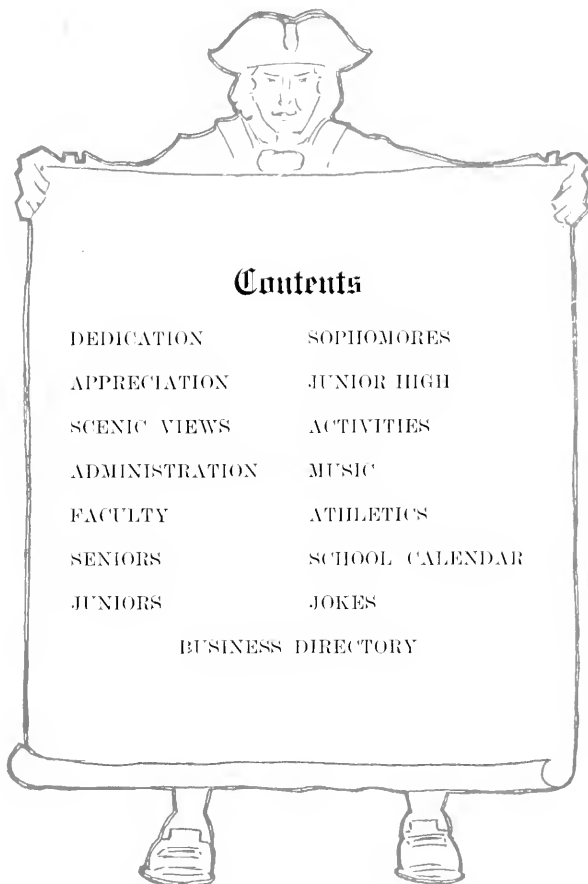 Contents
DEDICATION
APPRECIATION
SCENIC VIEWS
ADMINISTRATION
FACULTY
SENIORS
JUNIORS
SOPHOMORES
JUNIOR HIGH
ACTIVITIES
MUSIC
ATHLETICS
SCHOOL CALENDAR
JOKES
BUSINESS DIRECTORY